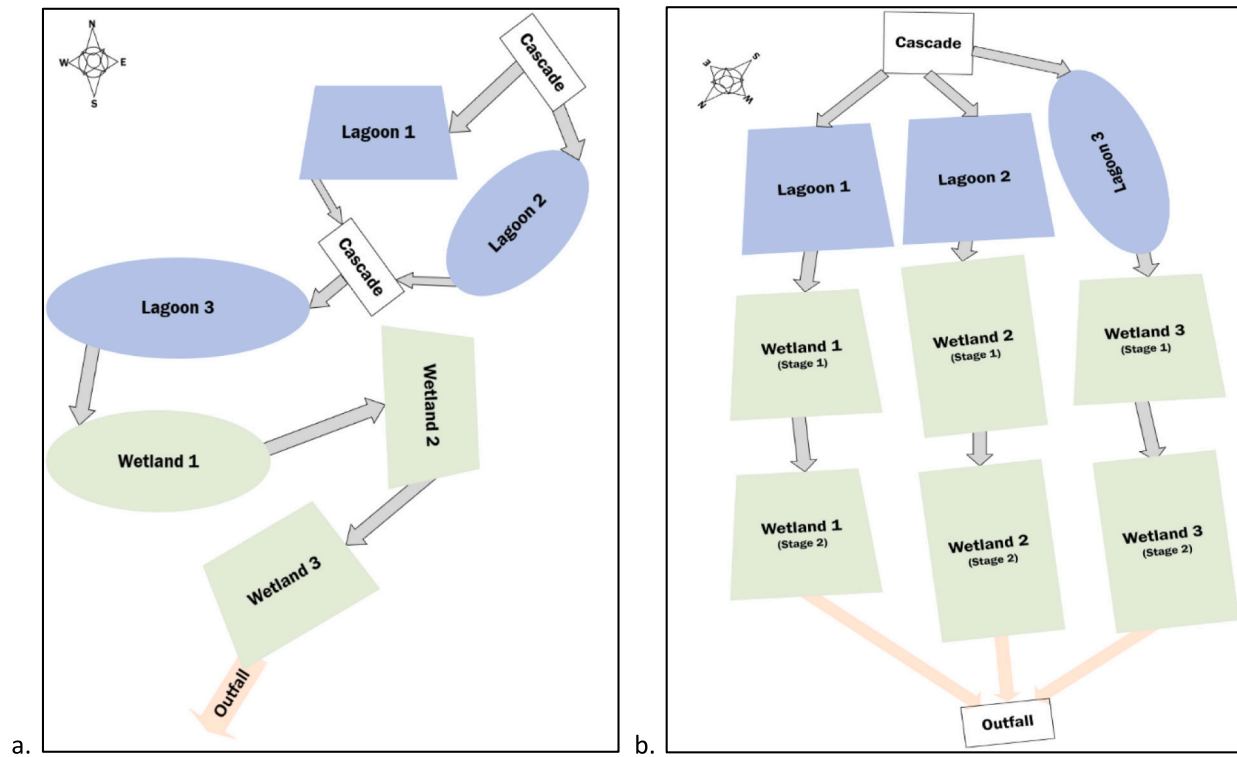 N
W E
S
Cascade
Lagoon 1
Lagoon 2
Cascade
Lagoon 3
Wetland 2
Wetland 1
Wetland 3
Outfall
a.
Cascade
S
E
W
N
Lagoon 3
Lagoon 1
Lagoon 2
Wetland 1
(Stage 1)
Wetland 2
(Stage 1)
Wetland 3
(Stage 1)
Wetland 1
(Stage 2)
Wetland 2
(Stage 2)
Wetland 3
(Stage 2)
Outfall
b.